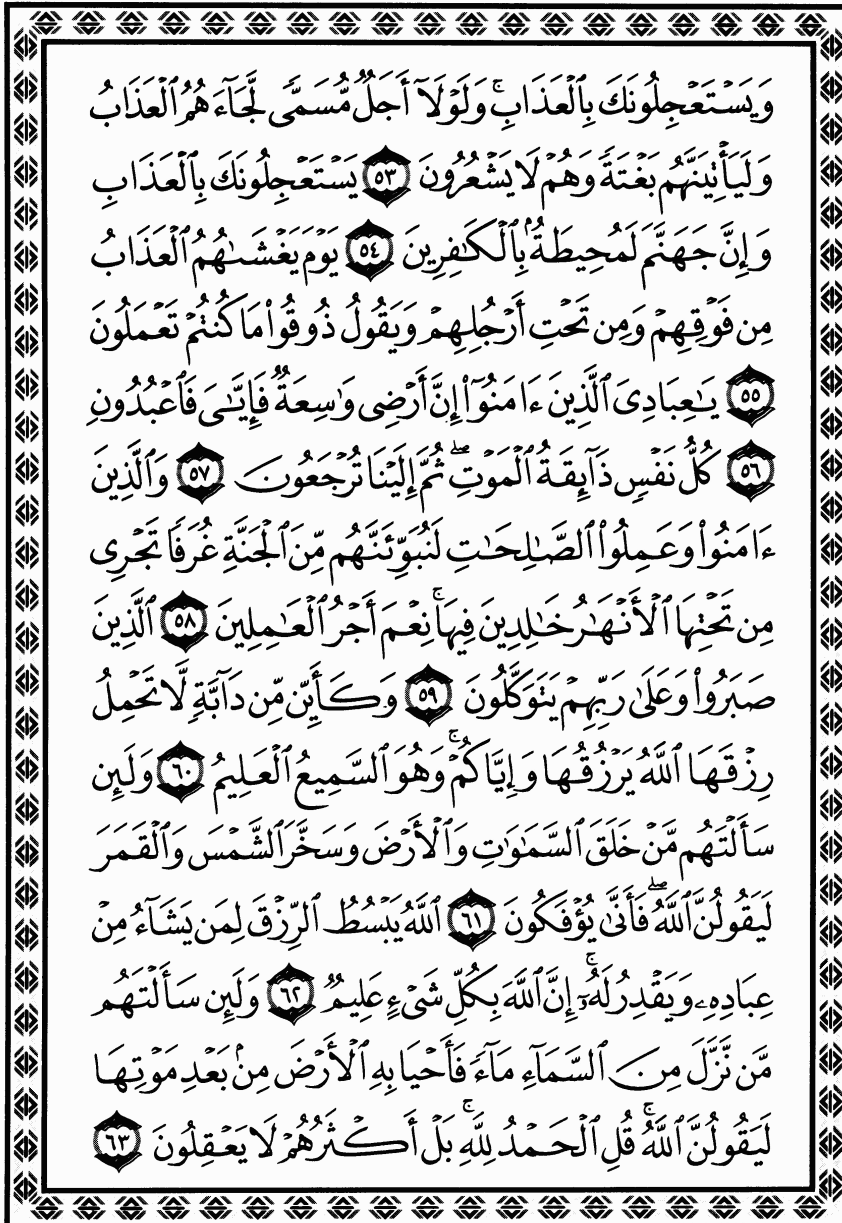 وَيَسْتَعْجِلُونَكَ بِٱلْعَذَابِ ۚ وَلَوْلَآ أَجَلٌ مُّسَمًّى لَّجَآءَهُمُ ٱلْعَذَابُ
وَلَيَأْتِيَنَّهُم بَغْتَةً وَهُمْ لَا يَشْعُرُونَ ٥٣ يَسْتَعْجِلُونَكَ بِٱلْعَذَابِ
وَإِنَّ جَهَنَّمَ لَمُحِيطَةٌۢ بِٱلْكَـٰفِرِينَ ٥٤ يَوْمَ يَغْشَىٰهُمُ ٱلْعَذَابُ
مِن فَوْقِهِمْ وَمِن تَحْتِ أَرْجُلِهِمْ وَيَقُولُ ذُوقُوا۟ مَا كُنتُمْ تَعْمَلُونَ
٥٥ يَـٰعِبَادِىَ ٱلَّذِينَ ءَامَنُوٓا۟ إِنَّ أَرْضِى وَٰسِعَةٌ فَإِيَّـٰىَ فَٱعْبُدُونِ
٥٦ كُلُّ نَفْسٍ ذَآئِقَةُ ٱلْمَوْتِ ۖ ثُمَّ إِلَيْنَا تُرْجَعُونَ ٥٧ وَٱلَّذِينَ
ءَامَنُوا۟ وَعَمِلُوا۟ ٱلصَّـٰلِحَـٰتِ لَنُبَوِّئَنَّهُم مِّنَ ٱلْجَنَّةِ غُرَفًا تَجْرِى
مِن تَحْتِهَا ٱلْأَنْهَـٰرُ خَـٰلِدِينَ فِيهَا ۚ نِعْمَ أَجْرُ ٱلْعَـٰمِلِينَ ٥٨ ٱلَّذِينَ
صَبَرُوا۟ وَعَلَىٰ رَبِّهِمْ يَتَوَكَّلُونَ ٥٩ وَكَأَيِّن مِّن دَآبَّةٍ لَّا تَحْمِلُ
رِزْقَهَا ٱللَّهُ يَرْزُقُهَا وَإِيَّاكُمْ ۚ وَهُوَ ٱلسَّمِيعُ ٱلْعَلِيمُ ٦٠ وَلَئِن
سَأَلْتَهُم مَّنْ خَلَقَ ٱلسَّمَـٰوَٰتِ وَٱلْأَرْضَ وَسَخَّرَ ٱلشَّمْسَ وَٱلْقَمَرَ
لَيَقُولُنَّ ٱللَّهُ ۖ فَأَنَّىٰ يُؤْفَكُونَ ٦١ ٱللَّهُ يَبْسُطُ ٱلرِّزْقَ لِمَن يَشَآءُ مِنْ
عِبَادِهِۦ وَيَقْدِرُ لَهُۥٓ ۚ إِنَّ ٱللَّهَ بِكُلِّ شَىْءٍ عَلِيمٌ ٦٢ وَلَئِن سَأَلْتَهُم
مَّن نَّزَّلَ مِنَ ٱلسَّمَآءِ مَآءً فَأَحْيَا بِهِ ٱلْأَرْضَ مِنۢ بَعْدِ مَوْتِهَا
لَيَقُولُنَّ ٱللَّهُ ۚ قُلِ ٱلْحَمْدُ لِلَّهِ ۚ بَلْ أَكْثَرُهُمْ لَا يَعْقِلُونَ ٦٣